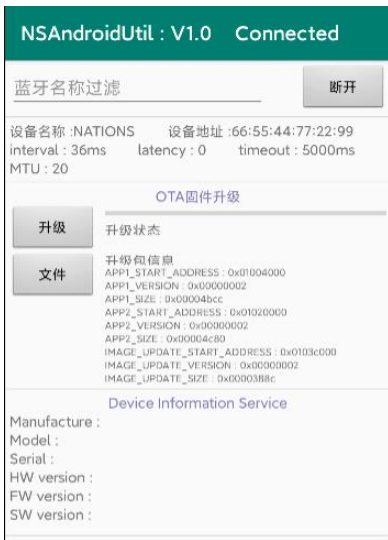 NSAndroidUtil : V1.0 Connected
蓝牙名称过滤
断开
设备名称 :NATIONS 设备地址 :66:55:44:77:22:99
interval : 36ms latency : 0 timeout : 5000ms
MTU : 20
OTA固件升级
升级
升级状态
文件
升级包信息
APP1_START_ADDRESS : 0x01004000
APP1_VERSION : 0x00000002
APP1_SIZE : 0x00004bcc
APP2_START_ADDRESS : 0x01020000
APP2_VERSION : 0x00000002
APP2_SIZE : 0x00004c80
IMAGE_UPDATE_START_ADDRESS : 0x0103c000
IMAGE_UPDATE_VERSION : 0x00000002
IMAGE_UPDATE_SIZE : 0x0000388c
Device Information Service
Manufacture :
Model :
Serial :
HW version :
FW version :
SW version :